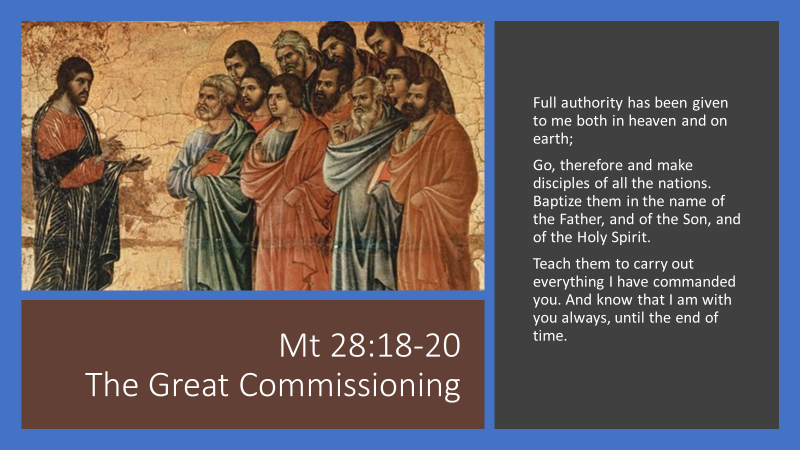 Mt 28:18-20
The Great Commissioning
Full authority has been given
to me both in heaven and on
earth;
Go, therefore and make
disciples of all the nations.
Baptize them in the name of
the Father, and of the Son, and
of the Holy Spirit.
Teach them to carry out
everything I have commanded
you. And know that I am with
you always, until the end of
time.